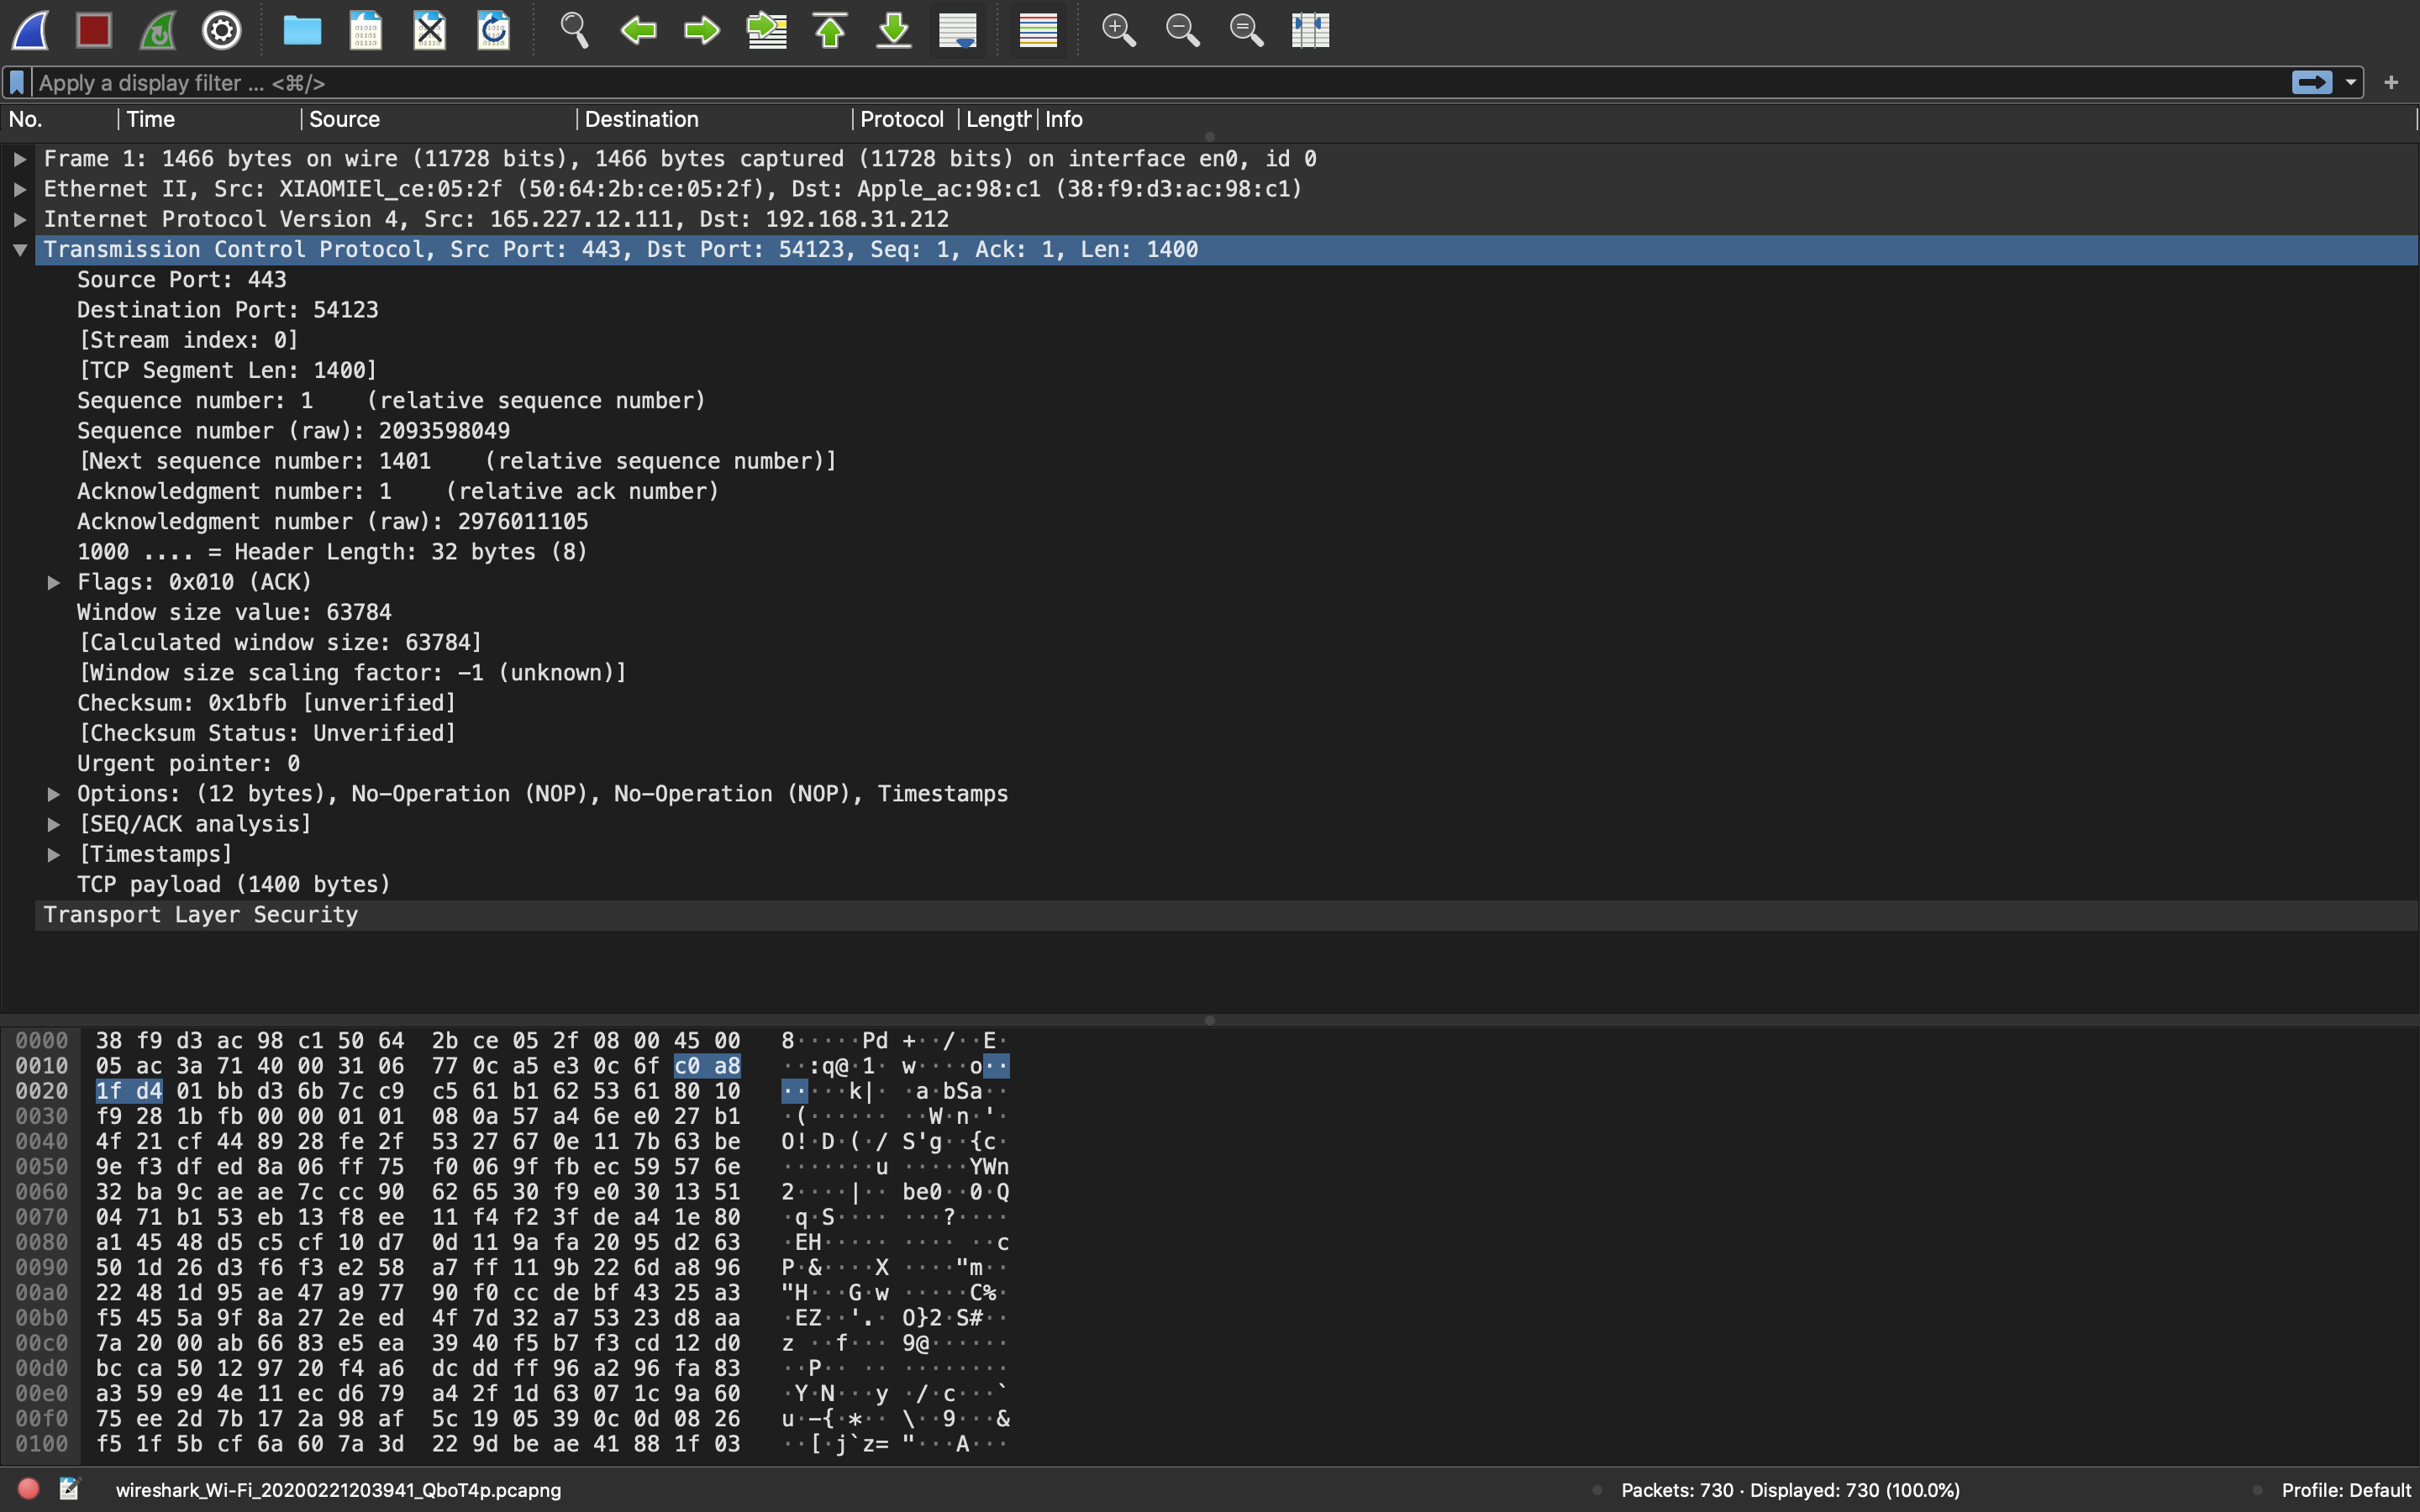 Apply a display filter ... <⌘/>
No. Time Source Destination Protocol Length Info
Frame 1: 1466 bytes on wire (11728 bits), 1466 bytes captured (11728 bits) on interface en0, id 0
Ethernet II, Src: XIAOMIEl_ce:05:2f (50:64:2b:ce:05:2f), Dst: Apple_ac:98:c1 (38:f9:d3:ac:98:c1)
Internet Protocol Version 4, Src: 165.227.12.111, Dst: 192.168.31.212
Transmission Control Protocol, Src Port: 443, Dst Port: 54123, Seq: 1, Ack: 1, Len: 1400
Source Port: 443
Destination Port: 54123
[Stream index: 0]
[TCP Segment Len: 1400]
Sequence number: 1    (relative sequence number)
Sequence number (raw): 2093598049
[Next sequence number: 1401    (relative sequence number)]
Acknowledgment number: 1    (relative ack number)
Acknowledgment number (raw): 2976011105
1000 .... = Header Length: 32 bytes (8)
Flags: 0x010 (ACK)
Window size value: 63784
[Calculated window size: 63784]
[Window size scaling factor: -1 (unknown)]
Checksum: 0x1bfb [unverified]
[Checksum Status: Unverified]
Urgent pointer: 0
Options: (12 bytes), No-Operation (NOP), No-Operation (NOP), Timestamps
[SEQ/ACK analysis]
[Timestamps]
TCP payload (1400 bytes)
Transport Layer Security
0000 38 f9 d3 ac 98 c1 50 64 2b ce 05 2f 08 00 45 00 8·····Pd +··/··E·
0010 05 ac 3a 71 40 00 31 06 77 0c a5 e3 0c 6f c0 a8 ··:q@·1· w····o··
0020 1f d4 01 bb d3 6b 7c c9 c5 61 b1 62 53 61 80 10 ·····k|· ·a·bSa··
0030 f9 28 1b fb 00 00 01 01 08 0a 57 a4 6e e0 27 b1 ·(······ ··W·n·'·
0040 4f 21 cf 44 89 28 fe 2f 53 27 67 0e 11 7b 63 be O!·D·(·/ S'g··{c·
0050 9e f3 df ed 8a 06 ff 75 f0 06 9f fb ec 59 57 6e ·······u ·····YWn
0060 32 ba 9c ae ae 7c cc 90 62 65 30 f9 e0 30 13 51 2····|·· be0··0·Q
0070 04 71 b1 53 eb 13 f8 ee 11 f4 f2 3f de a4 1e 80 ·q·S···· ···?····
0080 a1 45 48 d5 c5 cf 10 d7 0d 11 9a fa 20 95 d2 63 ·EH····· ···· ··c
0090 50 1d 26 d3 f6 f3 e2 58 a7 ff 11 9b 22 6d a8 96 P·&····X ····"m··
00a0 22 48 1d 95 ae 47 a9 77 90 f0 cc de bf 43 25 a3 "H···G·w ·····C%·
00b0 f5 45 5a 9f 8a 27 2e ed 4f 7d 32 a7 53 23 d8 aa ·EZ··'.· O}2·S#··
00c0 7a 20 00 ab 66 83 e5 ea 39 40 f5 b7 f3 cd 12 d0 z ··f··· 9@······
00d0 bc ca 50 12 97 20 f4 a6 dc dd ff 96 a2 96 fa 83 ··P·· ·· ········
00e0 a3 59 e9 4e 11 ec d6 79 a4 2f 1d 63 07 1c 9a 60 ·Y·N···y ·/·c···`
00f0 75 ee 2d 7b 17 2a 98 af 5c 19 05 39 0c 0d 08 26 u·-{·*·· \··9···&
0100 f5 1f 5b cf 6a 60 7a 3d 22 9d be ae 41 88 1f 03 ··[·j`z= "···A···
wireshark_Wi-Fi_20200221203941_QboT4p.pcapng Packets: 730 · Displayed: 730 (100.0%) Profile: Default